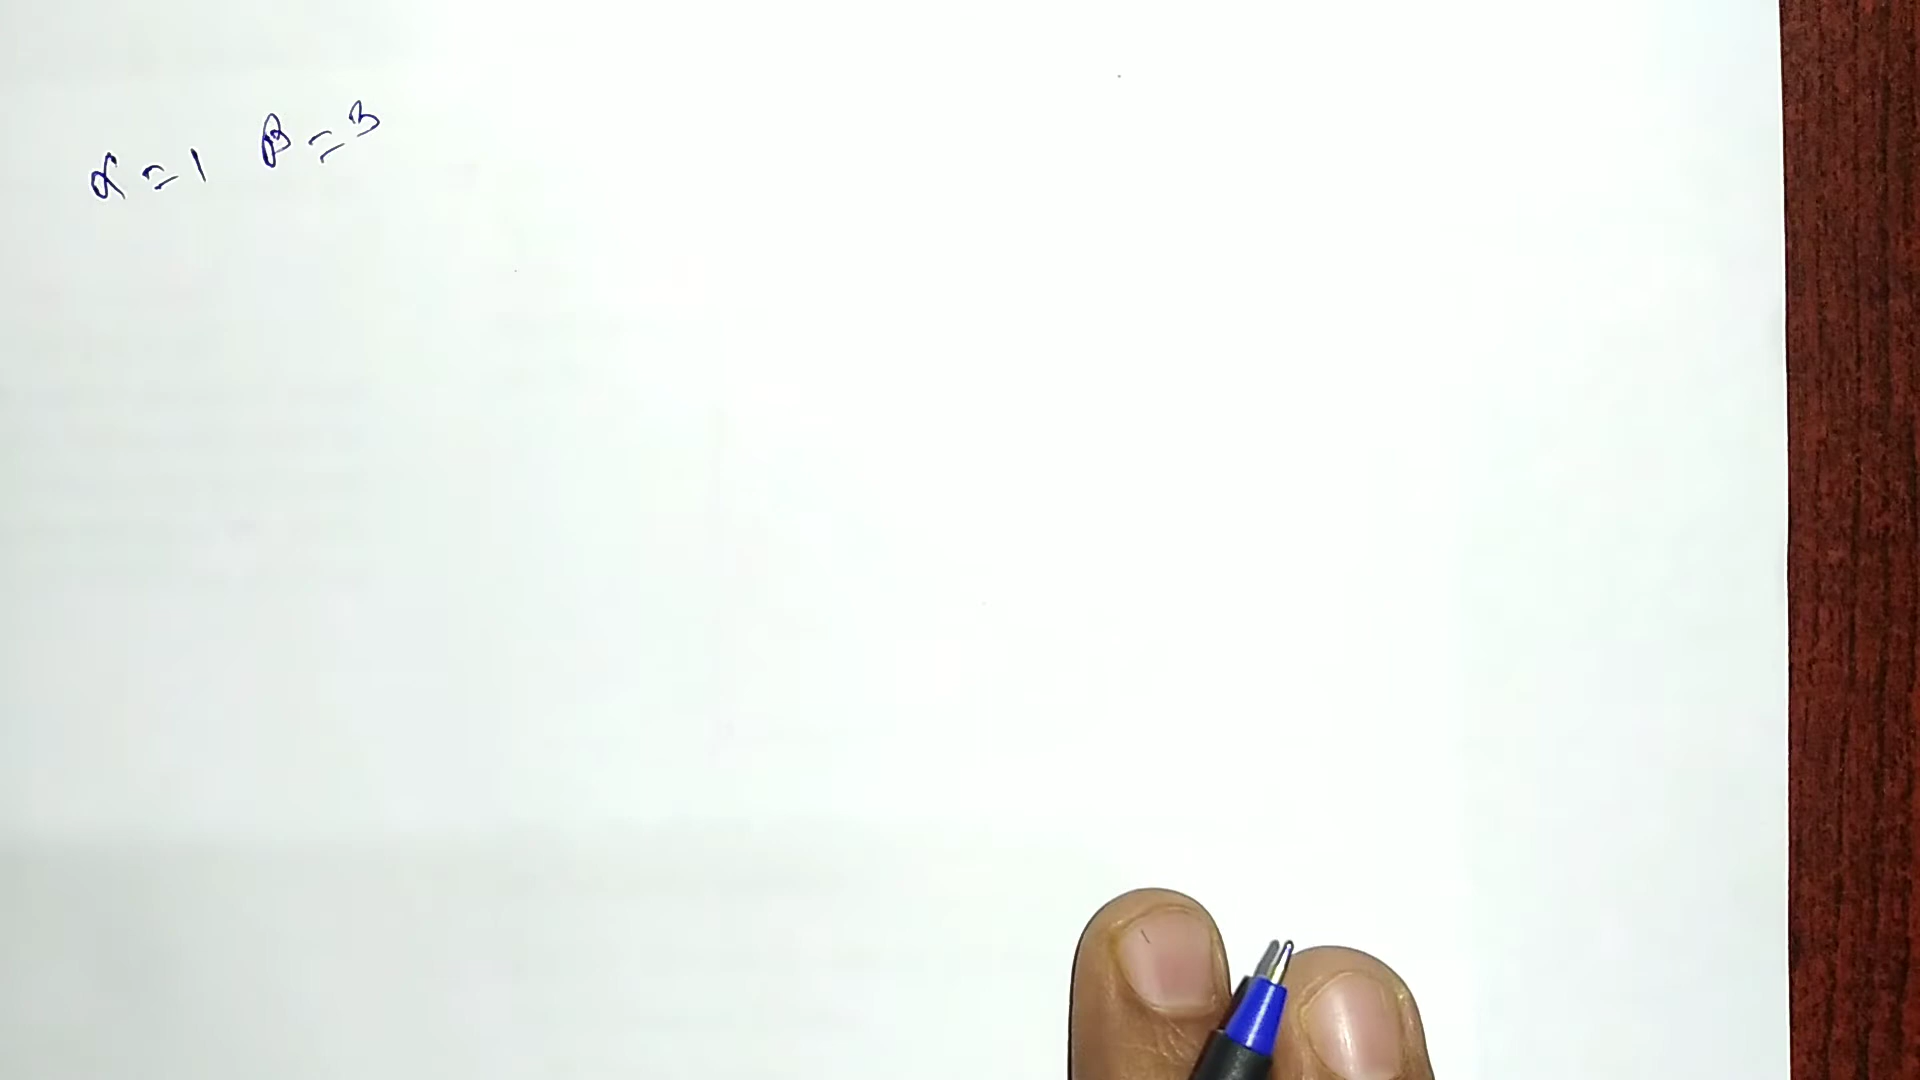 α = 1 β = 3